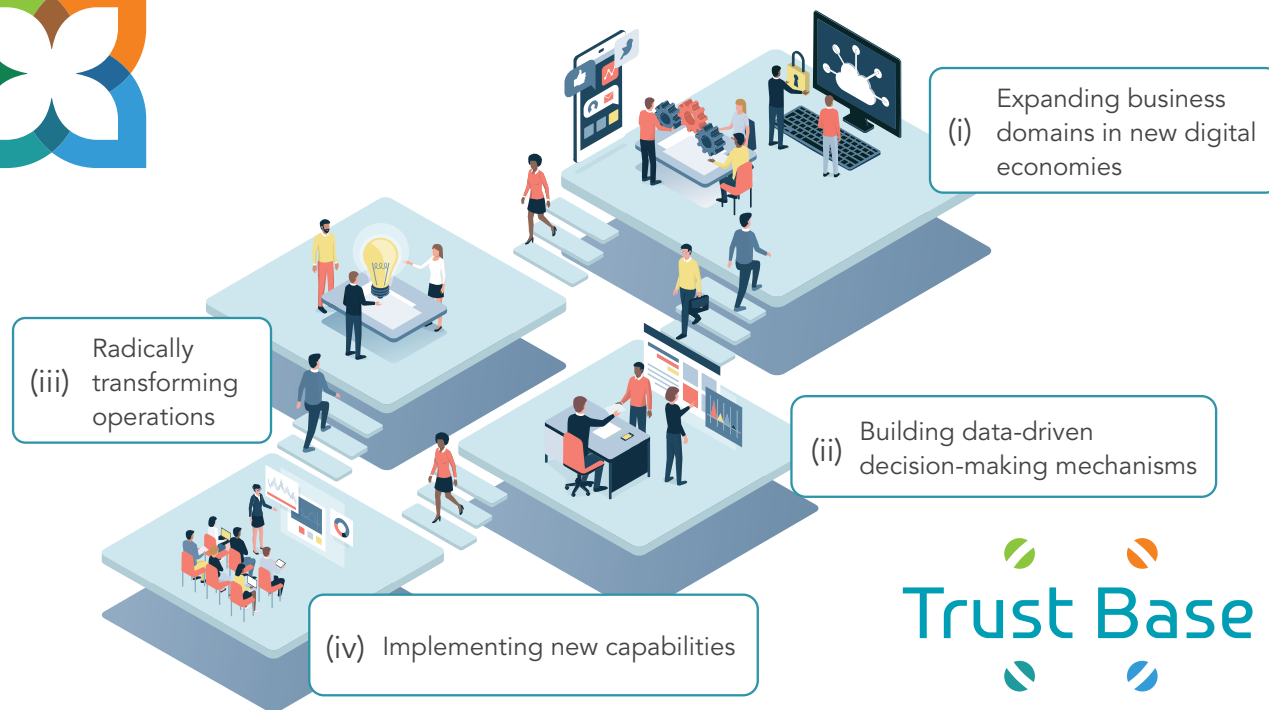 (i) Expanding business
domains in new digital
economies
(iii) Radically
transforming
operations
(ii) Building data-driven
decision-making mechanisms
(iv) Implementing new capabilities
Trust Base